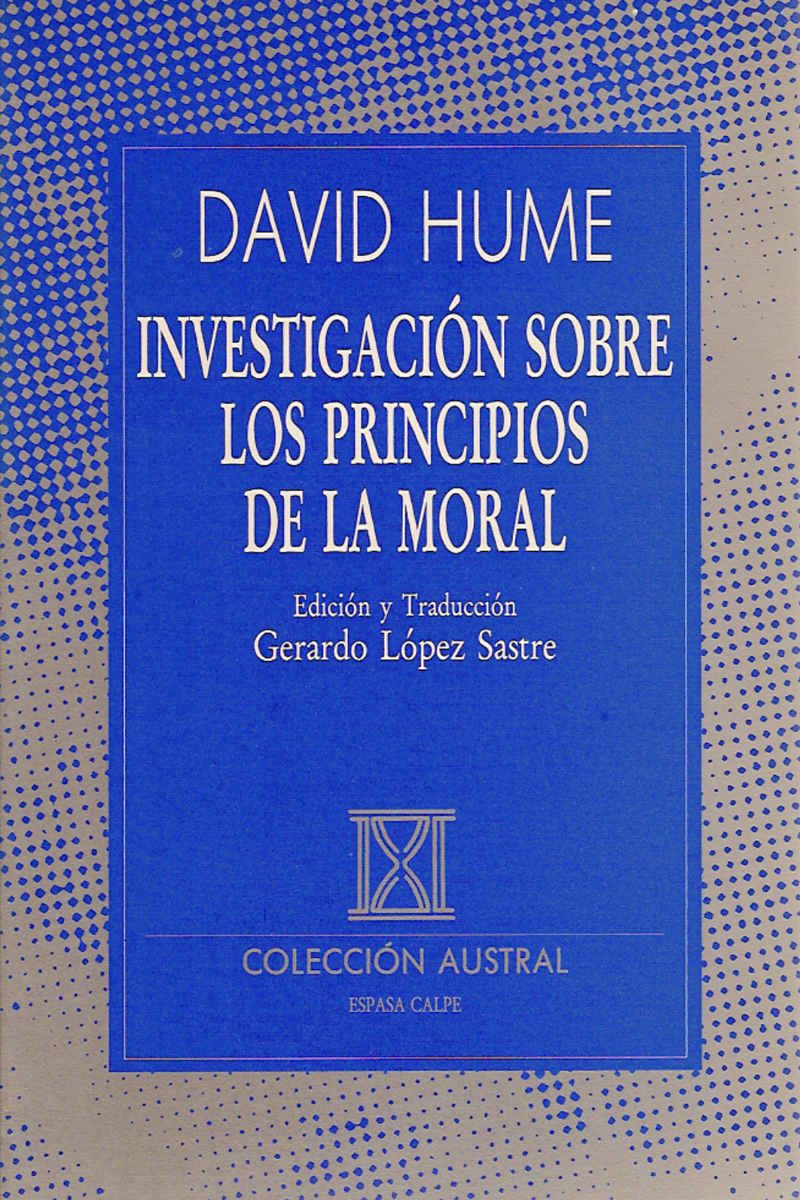 DAVID HUME
INVESTIGACIÓN SOBRE
LOS PRINCIPIOS
DE LA MORAL
Edición y Traducción
Gerardo López Sastre
COLECCIÓN AUSTRAL
ESPASA CALPE